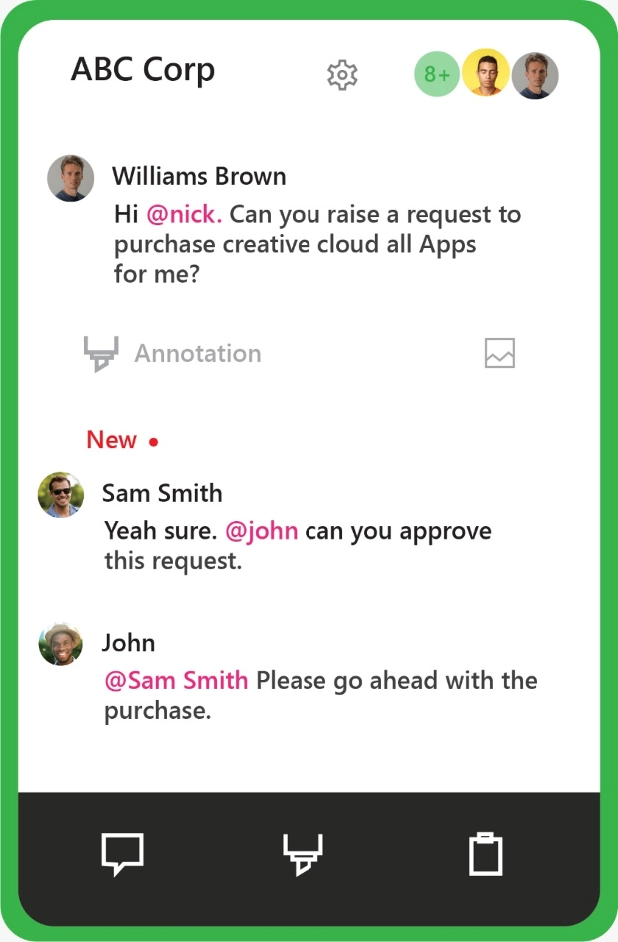 ABC Corp
8+
Williams Brown
Hi @nick. Can you raise a request to
purchase creative cloud all Apps
for me?
Annotation
New
Sam Smith
Yeah sure. @john can you approve
this request.
John
@Sam Smith Please go ahead with the
purchase.